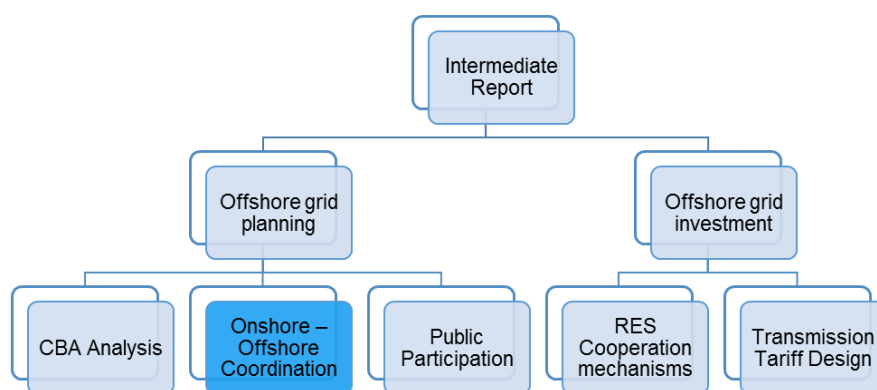 Intermediate
Report
Offshore grid
planning
Offshore grid
investment
CBA Analysis
Onshore –
Offshore
Coordination
Public
Participation
RES
Cooperation
mechanisms
Transmission
Tariff Design